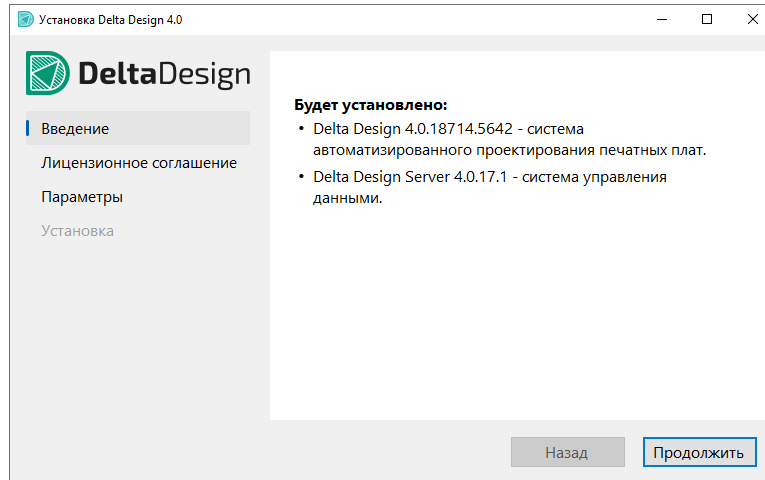 Установка Delta Design 4.0
DeltaDesign
Введение
Лицензионное соглашение
Параметры
Установка
Будет установлено:
• Delta Design 4.0.18714.5642 - система
автоматизированного проектирования печатных плат.
• Delta Design Server 4.0.17.1 - система управления
данными.
Назад
Продолжить